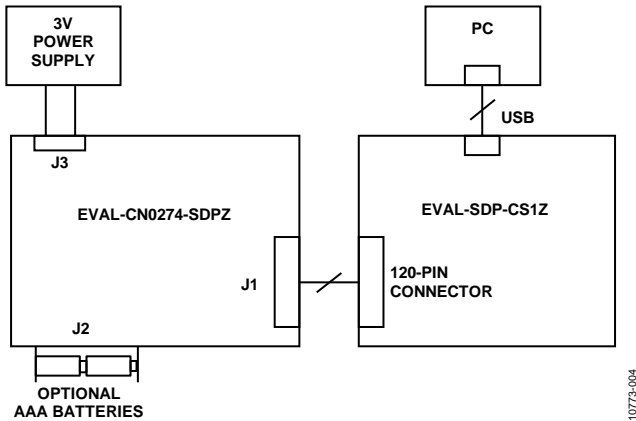 3V
POWER
SUPPLY
PC
USB
J3
EVAL-CN0274-SDPZ
EVAL-SDP-CS1Z
J1
120-PIN
CONNECTOR
J2
OPTIONAL
AAA BATTERIES
10773-004